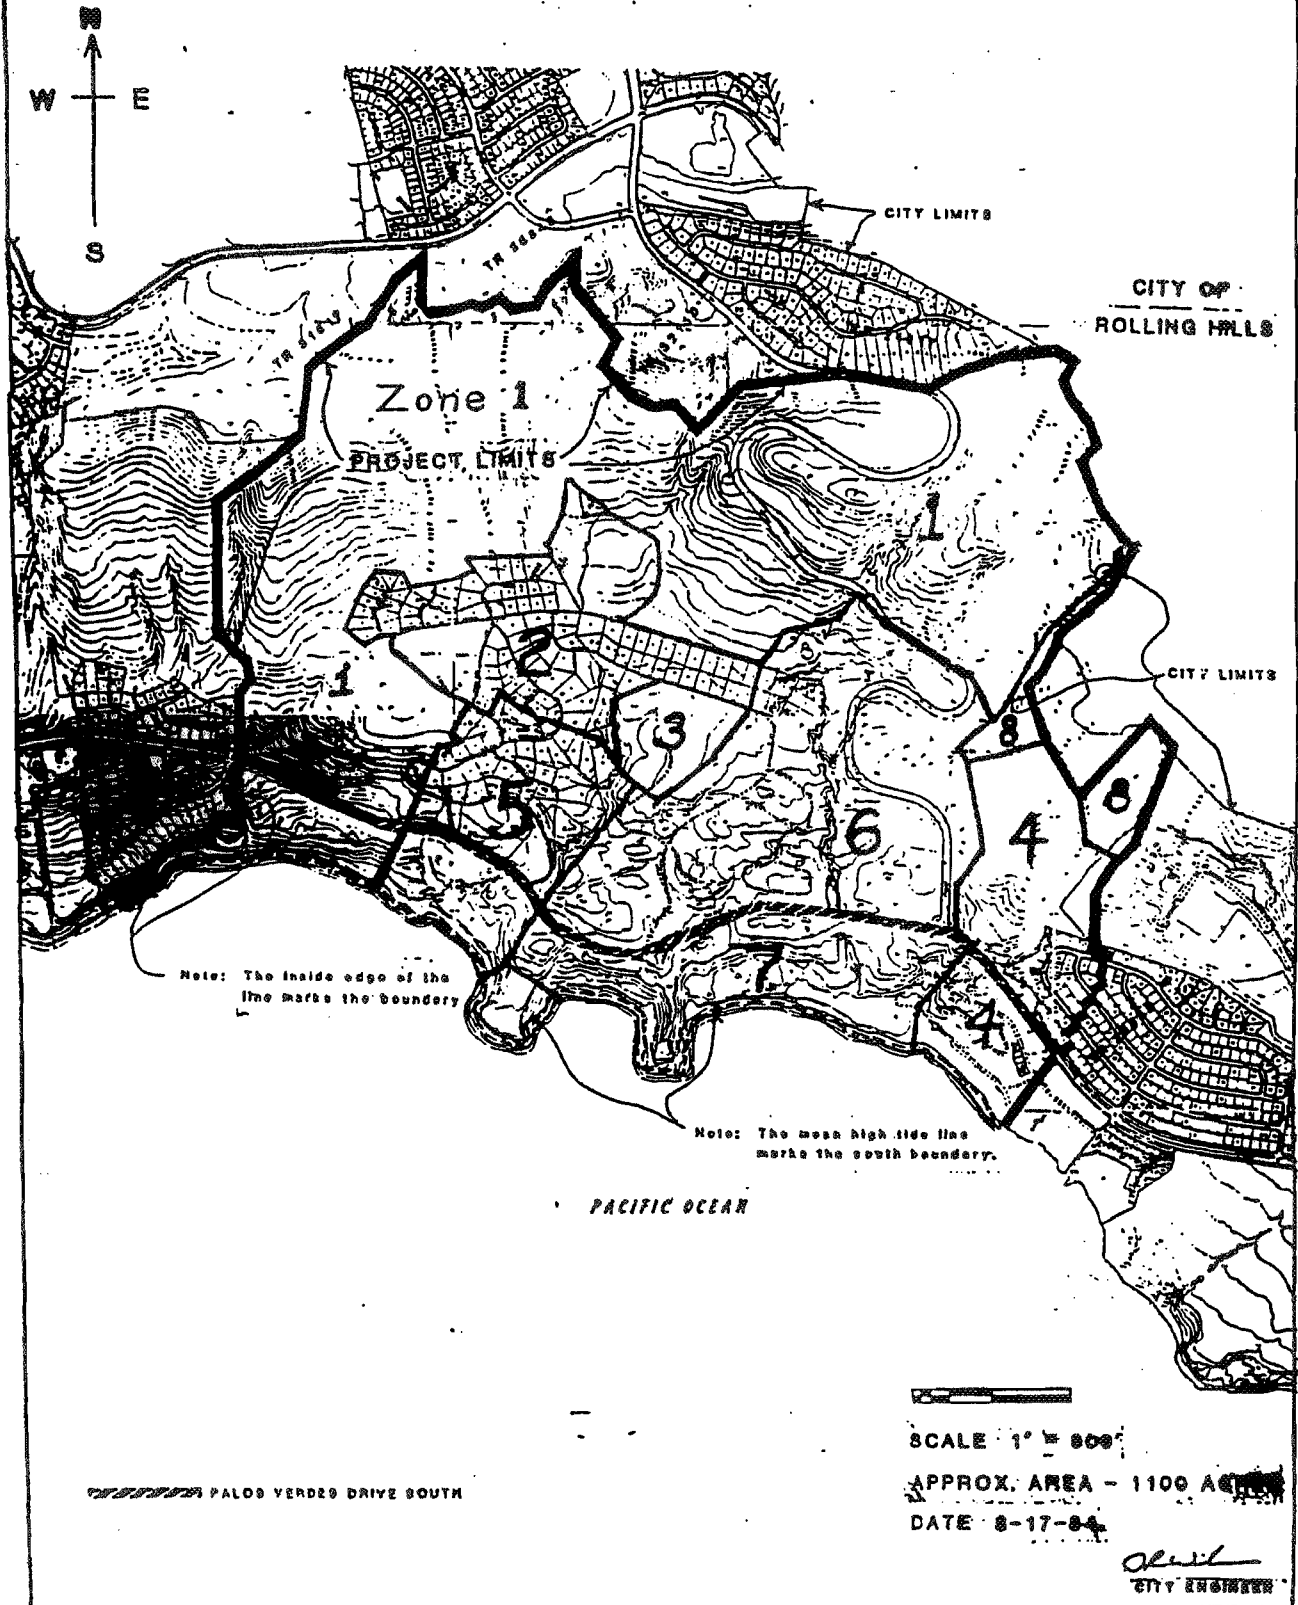 N
W E
S
CITY LIMITS
CITY OF
ROLLING HILLS
Zone 1
PROJECT LIMITS
1
1
2
3
8
CITY LIMITS
8
5
6
4
4
Note: The inside edge of the
line marks the boundary
Note: The mean high tide line
marks the south boundary.
PACIFIC OCEAN
PALOS VERDES DRIVE SOUTH
SCALE 1" =
APPROX. AREA - 1100
DATE 8-17-84
CITY ENGINEER